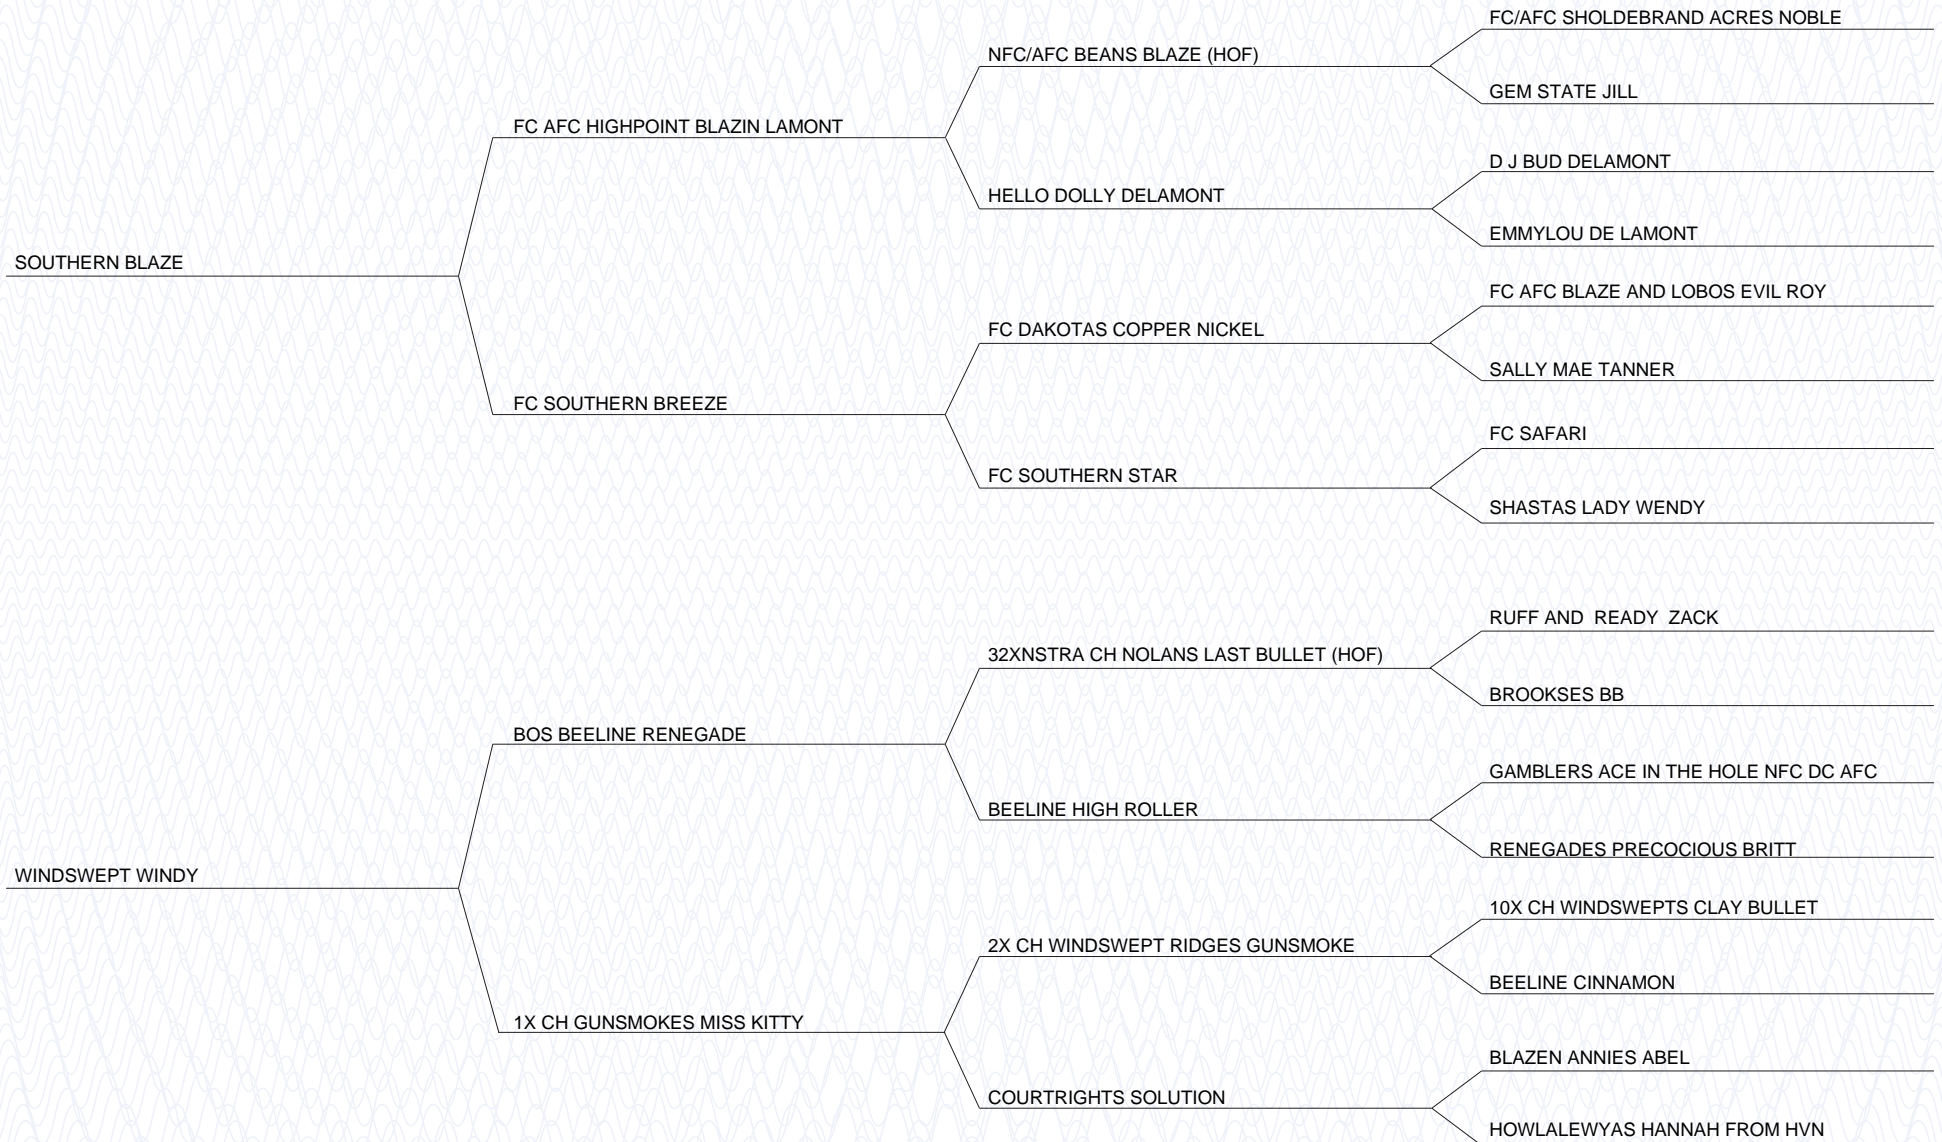 FC/AFC SHOLDEBRAND ACRES NOBLE
NFC/AFC BEANS BLAZE (HOF)
GEM STATE JILL
FC AFC HIGHPOINT BLAZIN LAMONT
D J BUD DELAMONT
HELLO DOLLY DELAMONT
EMMYLOU DE LAMONT
SOUTHERN BLAZE
FC AFC BLAZE AND LOBOS EVIL ROY
FC DAKOTAS COPPER NICKEL
SALLY MAE TANNER
FC SOUTHERN BREEZE
FC SAFARI
FC SOUTHERN STAR
SHASTAS LADY WENDY
RUFF AND  READY  ZACK
32XNSTRA CH NOLANS LAST BULLET (HOF)
BROOKSES BB
BOS BEELINE RENEGADE
GAMBLERS ACE IN THE HOLE NFC DC AFC
BEELINE HIGH ROLLER
RENEGADES PRECOCIOUS BRITT
WINDSWEPT WINDY
10X CH WINDSWEPTS CLAY BULLET
2X CH WINDSWEPT RIDGES GUNSMOKE
BEELINE CINNAMON
1X CH GUNSMOKES MISS KITTY
BLAZEN ANNIES ABEL
COURTRIGHTS SOLUTION
HOWLALEWYAS HANNAH FROM HVN